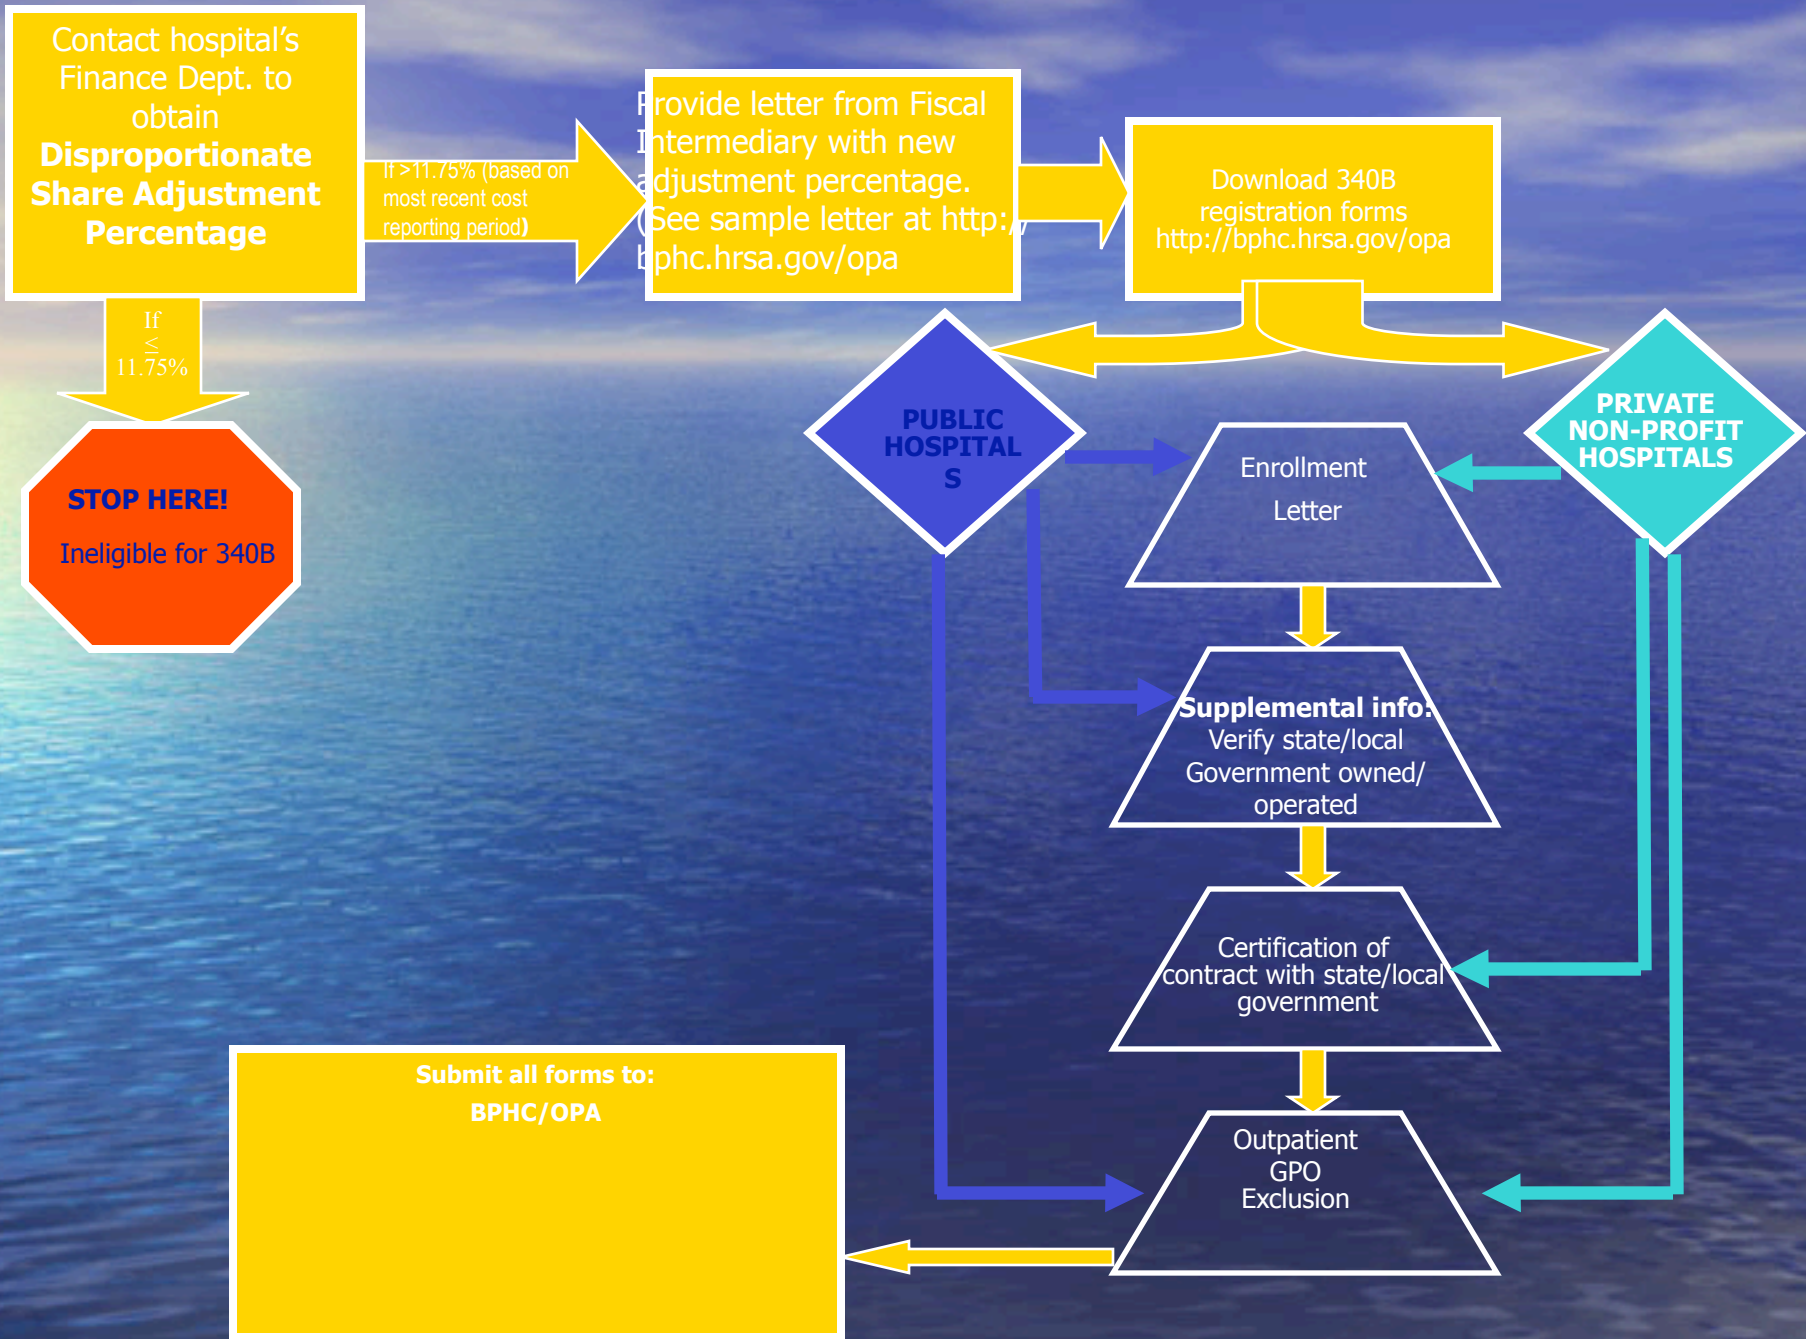 Contact hospital's
Finance Dept. to
obtain
Disproportionate
Share Adjustment
Percentage
If >11.75% (based on
most recent cost
reporting period)
Provide letter from Fiscal
Intermediary with new
adjustment percentage.
(See sample letter at http://
bphc.hrsa.gov/opa
Download 340B
registration forms
http://bphc.hrsa.gov/opa
If
≤
11.75%
STOP HERE!
Ineligible for 340B
PUBLIC
HOSPITAL
S
PRIVATE
NON-PROFIT
HOSPITALS
Enrollment
Letter
Supplemental info:
Verify state/local
Government owned/
operated
Certification of
contract with state/local
government
Outpatient
GPO
Exclusion
Submit all forms to:
BPHC/OPA